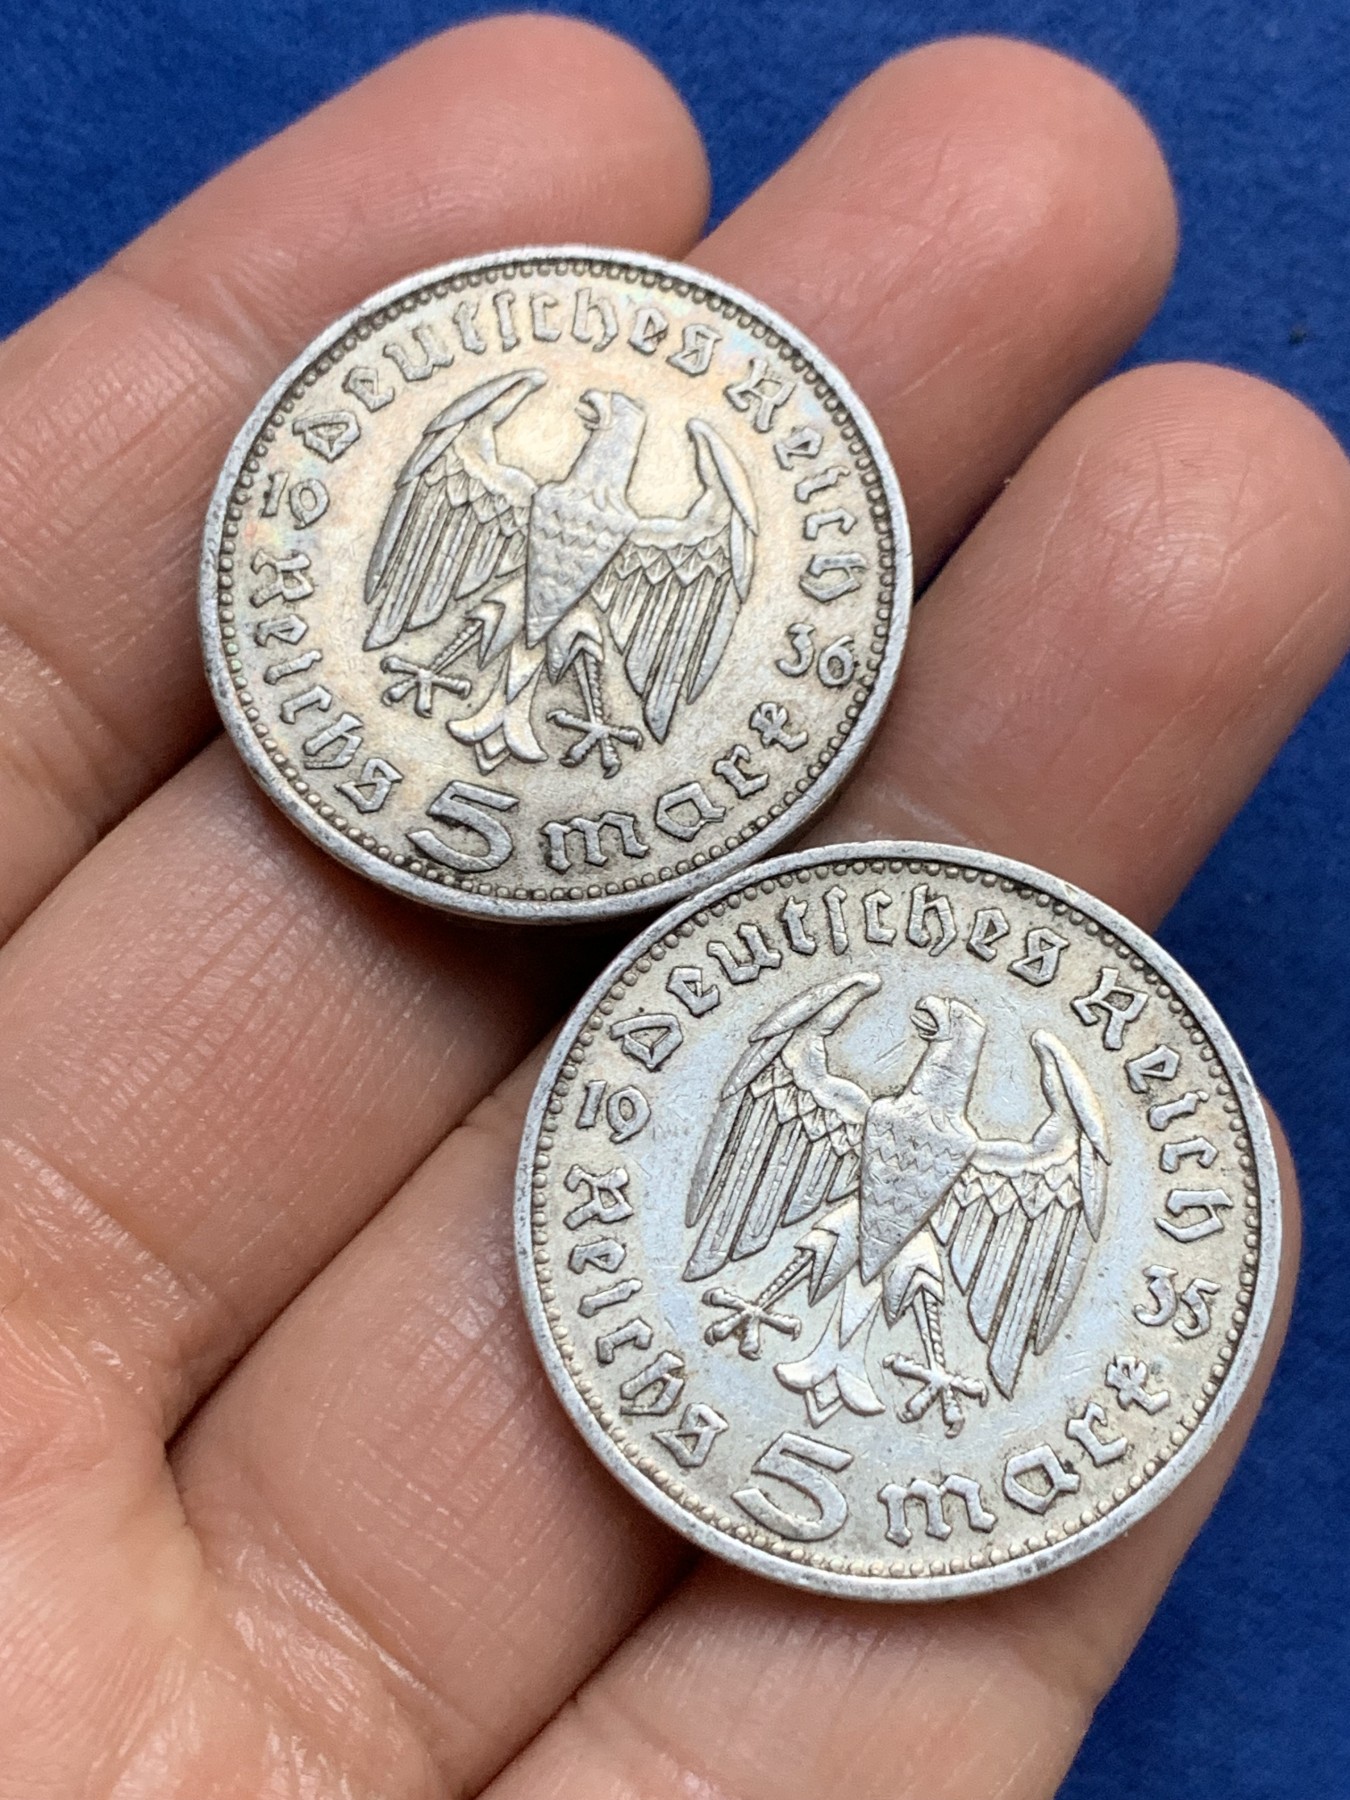 Deutſches Reich
19 36
Reichs 5 mark
Deutſches Reich
19 35
Reichs 5 mark